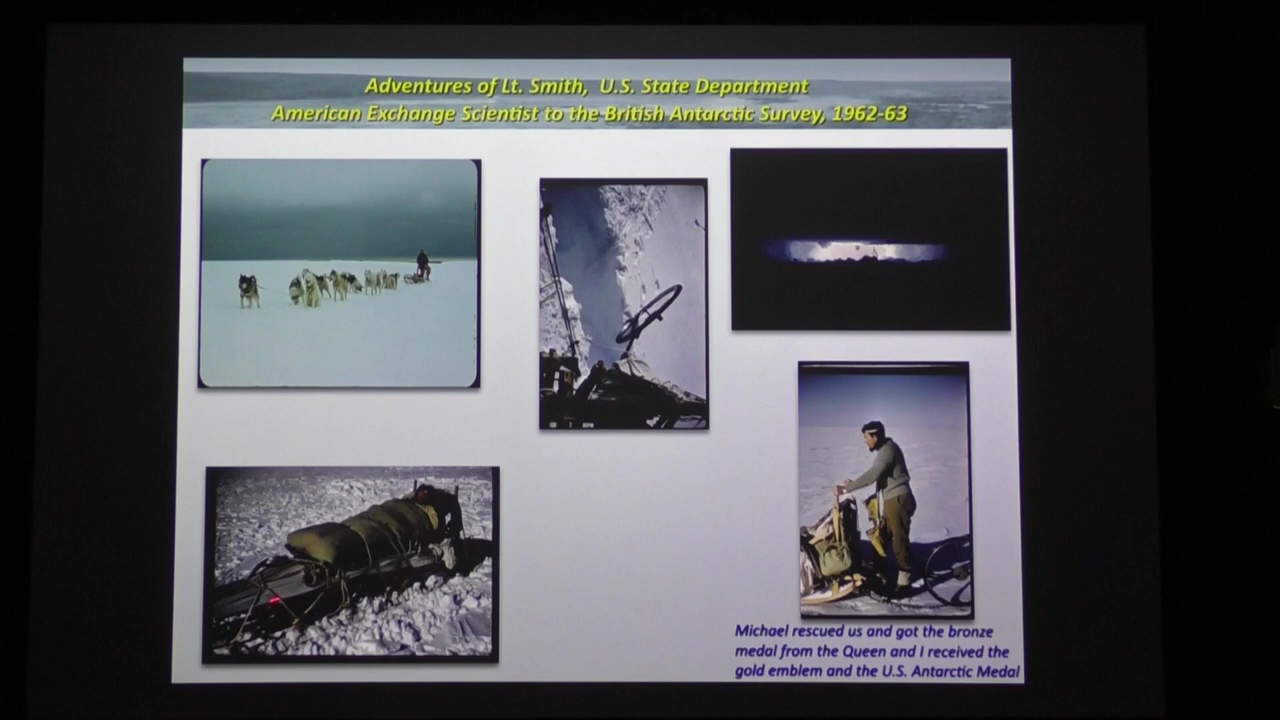 Adventures of Lt. Smith,  U.S. State Department
American Exchange Scientist to the British Antarctic Survey, 1962-63
Michael rescued us and got the bronze
medal from the Queen and I received the
gold emblem and the U.S. Antarctic Medal